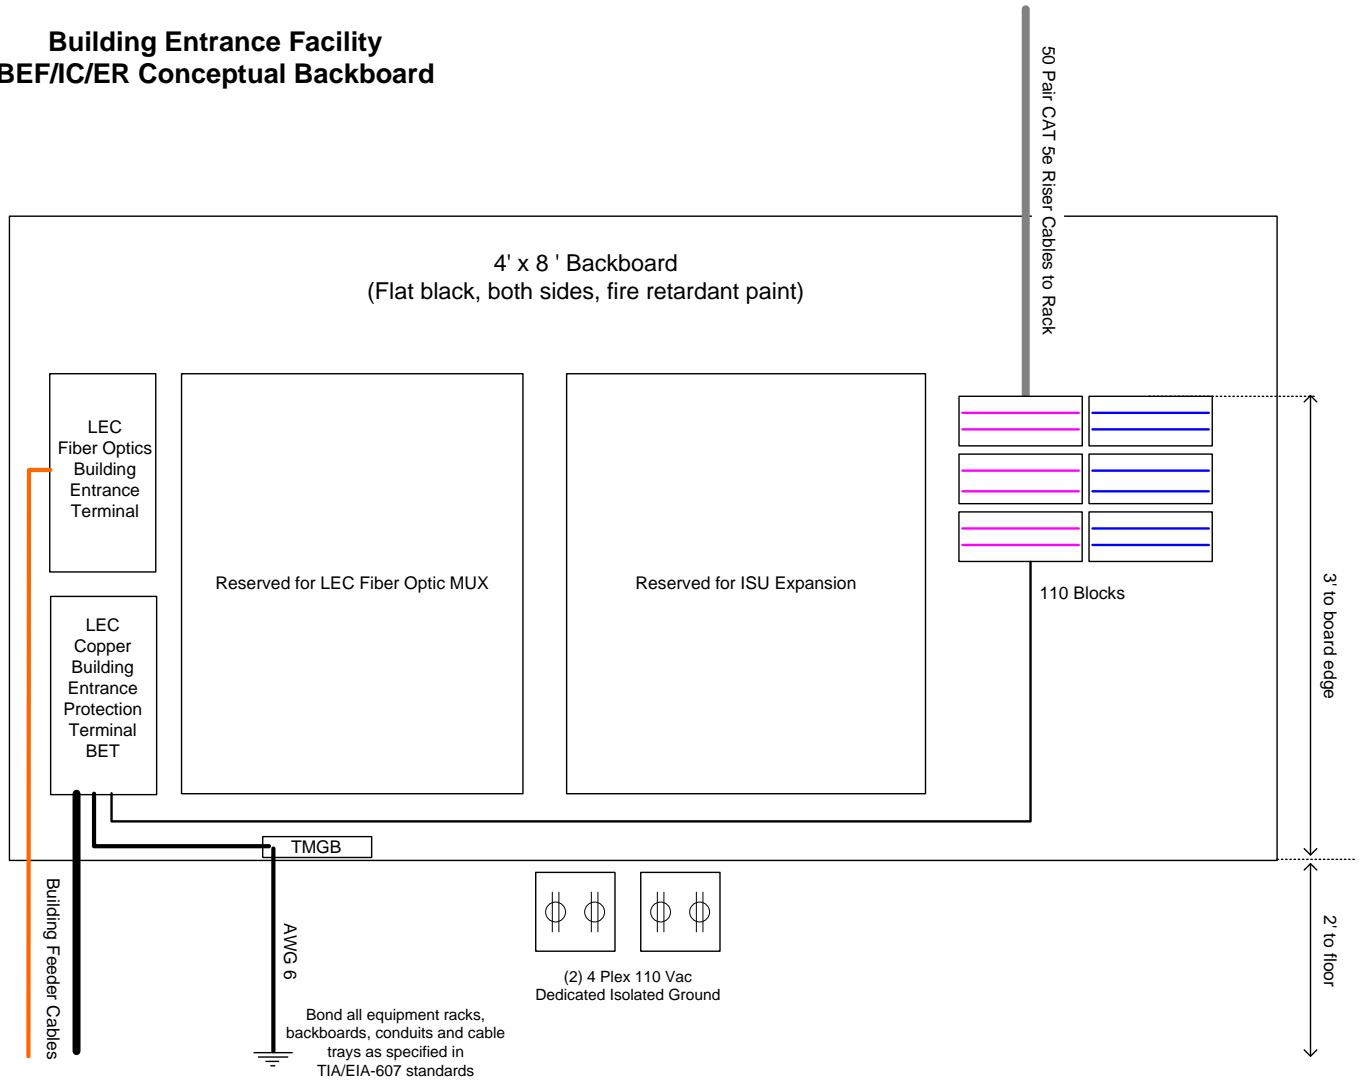 Building Entrance Facility
BEF/IC/ER Conceptual Backboard
50 Pair CAT 5e Riser Cables to Rack
4' x 8 ' Backboard
(Flat black, both sides, fire retardant paint)
LEC
Fiber Optics
Building
Entrance
Terminal
Reserved for LEC Fiber Optic MUX
Reserved for ISU Expansion
110 Blocks
3' to board edge
LEC
Copper
Building
Entrance
Protection
Terminal
BET
TMGB
Building Feeder Cables
AWG 6
(2) 4 Plex 110 Vac
Dedicated Isolated Ground
2' to floor
Bond all equipment racks,
backboards, conduits and cable
trays as specified in
TIA/EIA-607 standards